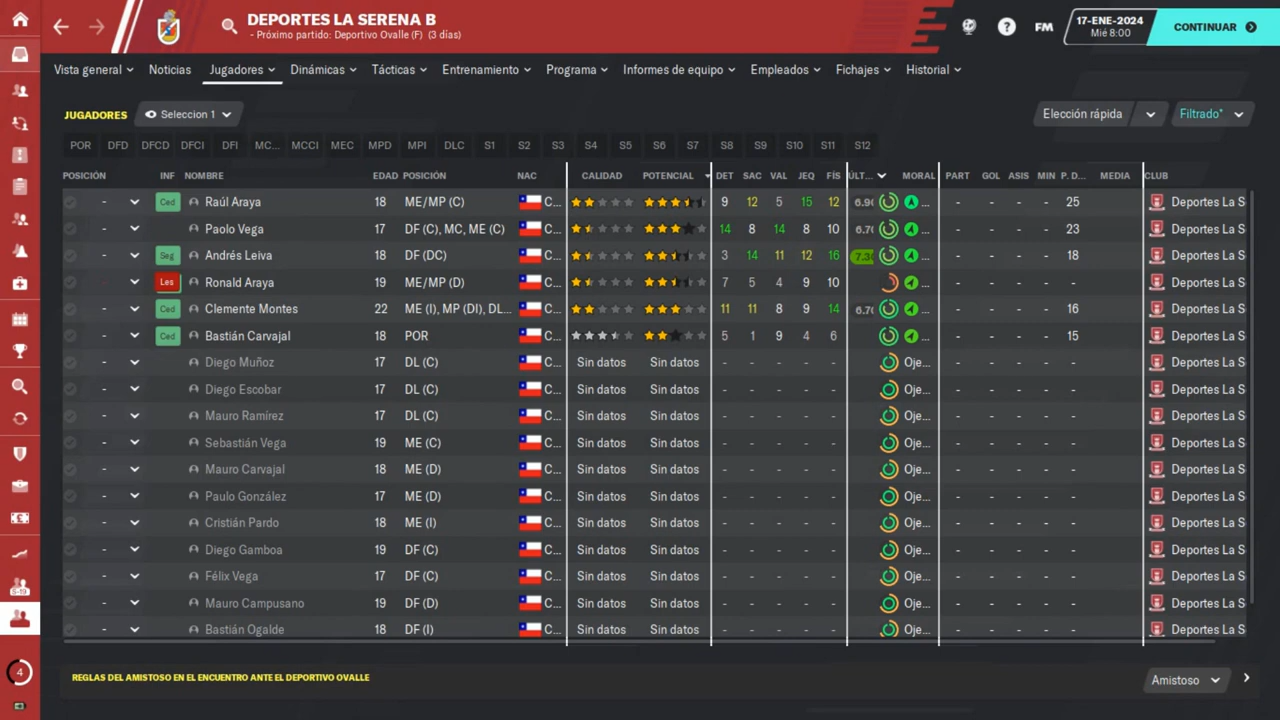 DEPORTES LA SERENA B
- Próximo partido: Deportivo Ovalle (F) (3 días)
FM
17-ENE-2024
Mié 8:00
CONTINUAR
Vista general Noticias Jugadores Dinámicas Tácticas Entrenamiento Programa Informes de equipo Empleados Fichajes Historial
JUGADORES Seleccion 1 Elección rápida Filtrado*
POR DFD DFCD DFCI DFI MC... MCCI MEC MPD MPI DLC S1 S2 S3 S4 S5 S6 S7 S8 S9 S10 S11 S12
POSICIÓN INF NOMBRE EDAD POSICIÓN NAC CALIDAD POTENCIAL DET SAC VAL JEQ FÍS ÚLT... MORAL PART GOL ASIS MIN P. D... MEDIA CLUB
- Ced Raúl Araya 18 ME/MP (C) C... 9 12 5 15 12 ... - - - - 25 Deportes La S
- Paolo Vega 17 DF (C), MC, ME (C) C... 14 8 14 8 10 ... - - - - 23 Deportes La S
- Seg Andrés Leiva 18 DF (DC) C... 3 14 11 12 16 ... - - - - 18 Deportes La S
- Les Ronald Araya 19 ME/MP (D) C... 7 5 4 9 10 ... - - - - - Deportes La S
- Ced Clemente Montes 22 ME (I), MP (DI), DL... C... 11 11 8 9 14 ... - - - - 16 Deportes La S
- Ced Bastián Carvajal 18 POR C... 5 1 9 4 6 ... - - - - 15 Deportes La S
- Diego Muñoz 17 DL (C) C... Sin datos Sin datos - - - - - Oje... - - - - - Deportes La S
- Diego Escobar 17 DL (C) C... Sin datos Sin datos - - - - - Oje... - - - - - Deportes La S
- Mauro Ramírez 17 DL (C) C... Sin datos Sin datos - - - - - Oje... - - - - - Deportes La S
- Sebastián Vega 19 ME (C) C... Sin datos Sin datos - - - - - Oje... - - - - - Deportes La S
- Mauro Carvajal 18 ME (D) C... Sin datos Sin datos - - - - - Oje... - - - - - Deportes La S
- Paulo González 17 ME (D) C... Sin datos Sin datos - - - - - Oje... - - - - - Deportes La S
- Cristián Pardo 18 ME (I) C... Sin datos Sin datos - - - - - Oje... - - - - - Deportes La S
- Diego Gamboa 19 DF (C) C... Sin datos Sin datos - - - - - Oje... - - - - - Deportes La S
- Félix Vega 17 DF (C) C... Sin datos Sin datos - - - - - Oje... - - - - - Deportes La S
- Mauro Campusano 19 DF (D) C... Sin datos Sin datos - - - - - Oje... - - - - - Deportes La S
- Bastián Ogalde 18 DF (I) C... Sin datos Sin datos - - - - - Oje... - - - - - Deportes La S
4
REGLAS DEL AMISTOSO EN EL ENCUENTRO ANTE EL DEPORTIVO OVALLE Amistoso